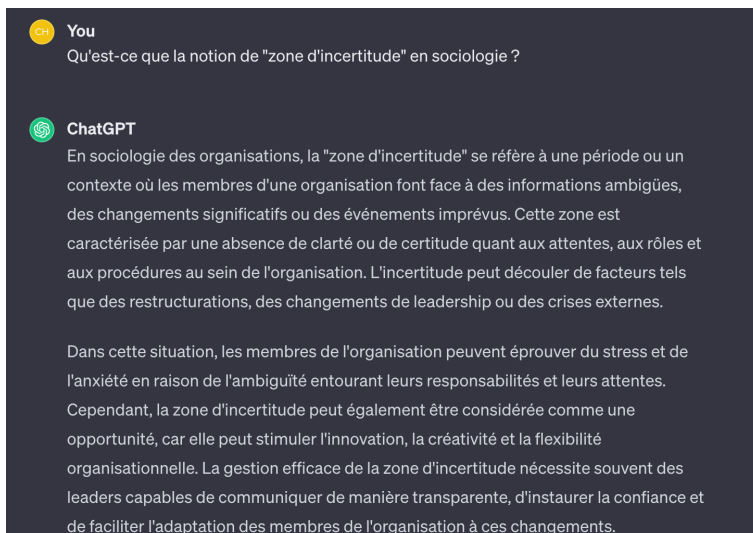 CH
You
Qu'est-ce que la notion de "zone d'incertitude" en sociologie ?
ChatGPT
En sociologie des organisations, la "zone d'incertitude" se réfère à une période ou un
contexte où les membres d'une organisation font face à des informations ambigües,
des changements significatifs ou des événements imprévus. Cette zone est
caractérisée par une absence de clarté ou de certitude quant aux attentes, aux rôles et
aux procédures au sein de l'organisation. L'incertitude peut découler de facteurs tels
que des restructurations, des changements de leadership ou des crises externes.
Dans cette situation, les membres de l'organisation peuvent éprouver du stress et de
l'anxiété en raison de l'ambiguïté entourant leurs responsabilités et leurs attentes.
Cependant, la zone d'incertitude peut également être considérée comme une
opportunité, car elle peut stimuler l'innovation, la créativité et la flexibilité
organisationnelle. La gestion efficace de la zone d'incertitude nécessite souvent des
leaders capables de communiquer de manière transparente, d'instaurer la confiance et
de faciliter l'adaptation des membres de l'organisation à ces changements.